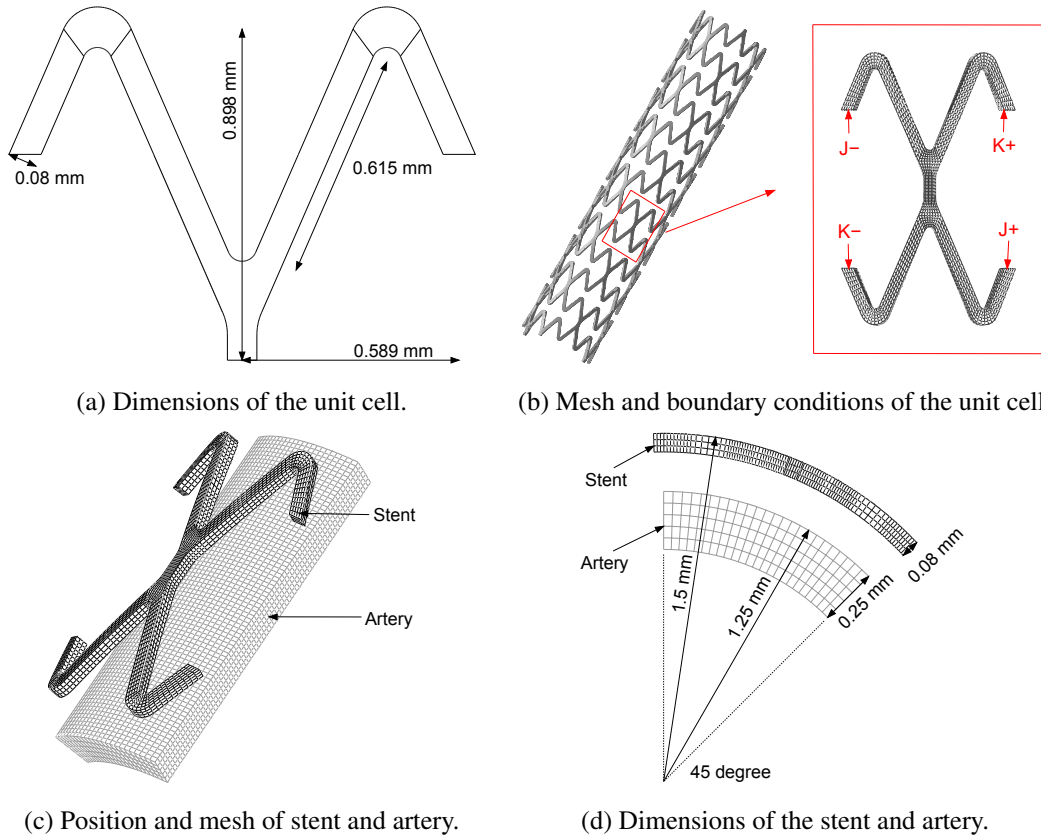 0.08 mm
0.898 mm
0.615 mm
0.589 mm
(a) Dimensions of the unit cell.
J−
K+
K−
J+
(b) Mesh and boundary conditions of the unit cell
Stent
Artery
(c) Position and mesh of stent and artery.
Stent
Artery
1.5 mm
1.25 mm
0.25 mm
0.08 mm
45 degree
(d) Dimensions of the stent and artery.